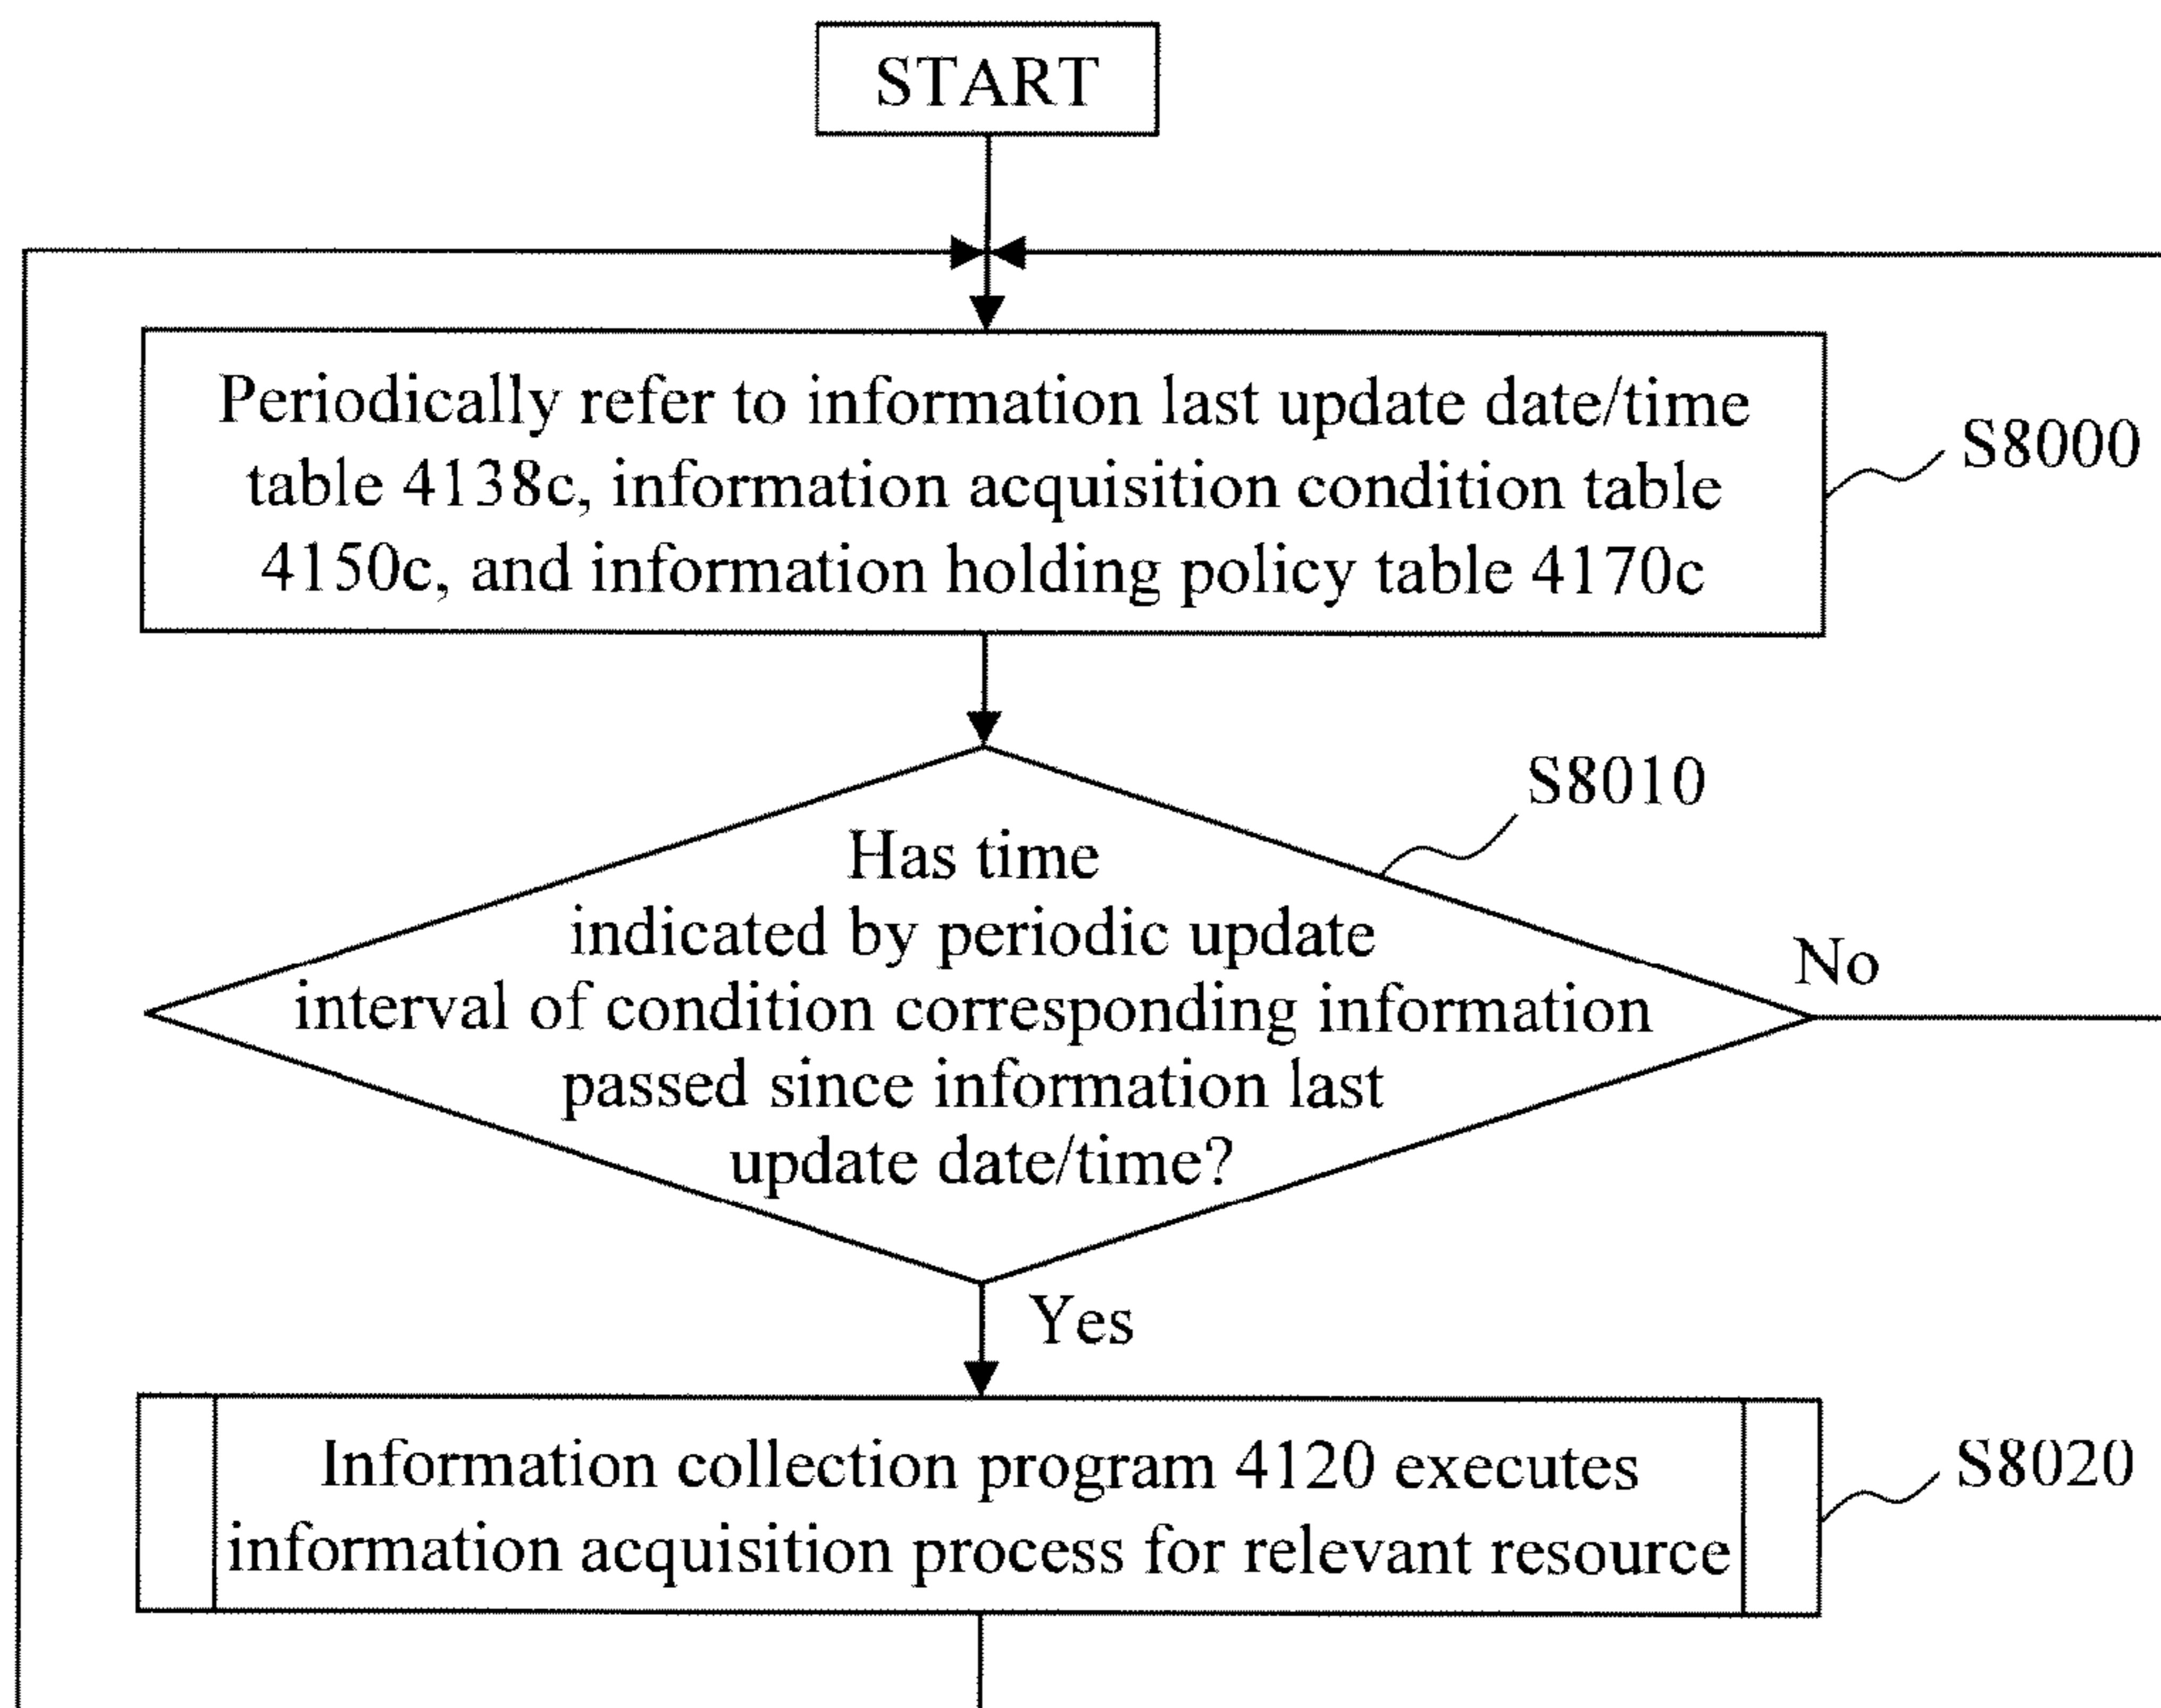 START
Periodically refer to information last update date/time
table 4138c, information acquisition condition table
4150c, and information holding policy table 4170c
S8000
S8010
Has time
indicated by periodic update
interval of condition corresponding information
passed since information last
update date/time?
No
Yes
Information collection program 4120 executes
information acquisition process for relevant resource
S8020